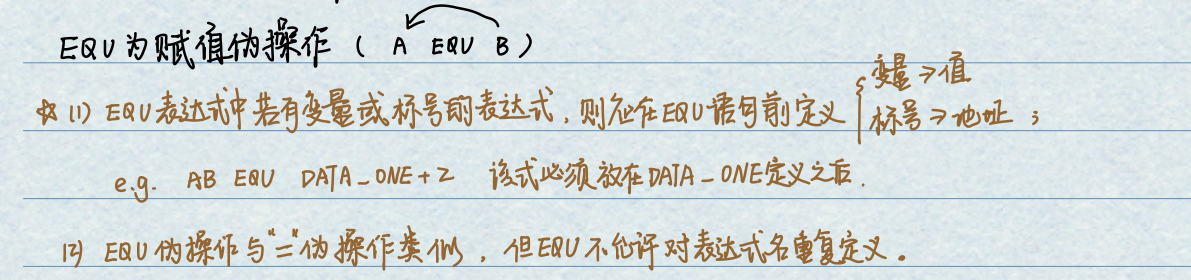 EQU为赋值伪操作 ( A EQU B )
☆ (1) EQU表达式中若有变量或标号的表达式，则应在EQU语句前定义 { 变量→值
标号→地址 ；
e.g. AB EQU DATA_ONE+2 该式必须放在DATA_ONE定义之后.
(2) EQU伪操作与"="伪操作类似，但EQU不允许对表达式名重复定义。